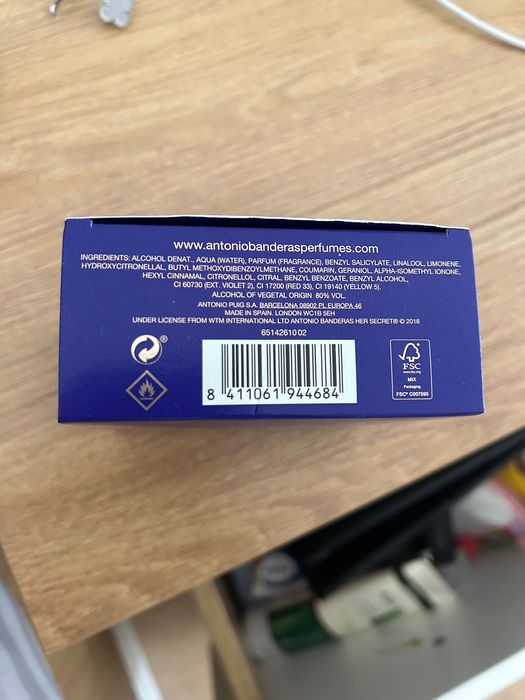 www.antoniobanderasperfumes.com
INGREDIENTS: ALCOHOL DENAT., AQUA (WATER), PARFUM (FRAGRANCE), BENZYL SALICYLATE, LINALOOL, LIMONENE,
HYDROXYCITRONELLAL, BUTYL METHOXYDIBENZOYLMETHANE, COUMARIN, GERANIOL, ALPHA-ISOMETHYL IONONE,
HEXYL CINNAMAL, CITRONELLOL, CITRAL, BENZYL BENZOATE, BENZYL ALCOHOL,
CI 60730 (EXT. VIOLET 2), CI 17200 (RED 33), CI 19140 (YELLOW 5).
ALCOHOL OF VEGETAL ORIGIN 80% VOL.
ANTONIO PUIG S.A. BARCELONA 08902 PL EUROPA 46
MADE IN SPAIN. LONDON WC1B 5EH
UNDER LICENSE FROM WTM INTERNATIONAL LTD ANTONIO BANDERAS HER SECRET® © 2018
6514261002
®
8 411061 944684
FSC
www.fsc.org
MIX
Packaging
FSC® C007595